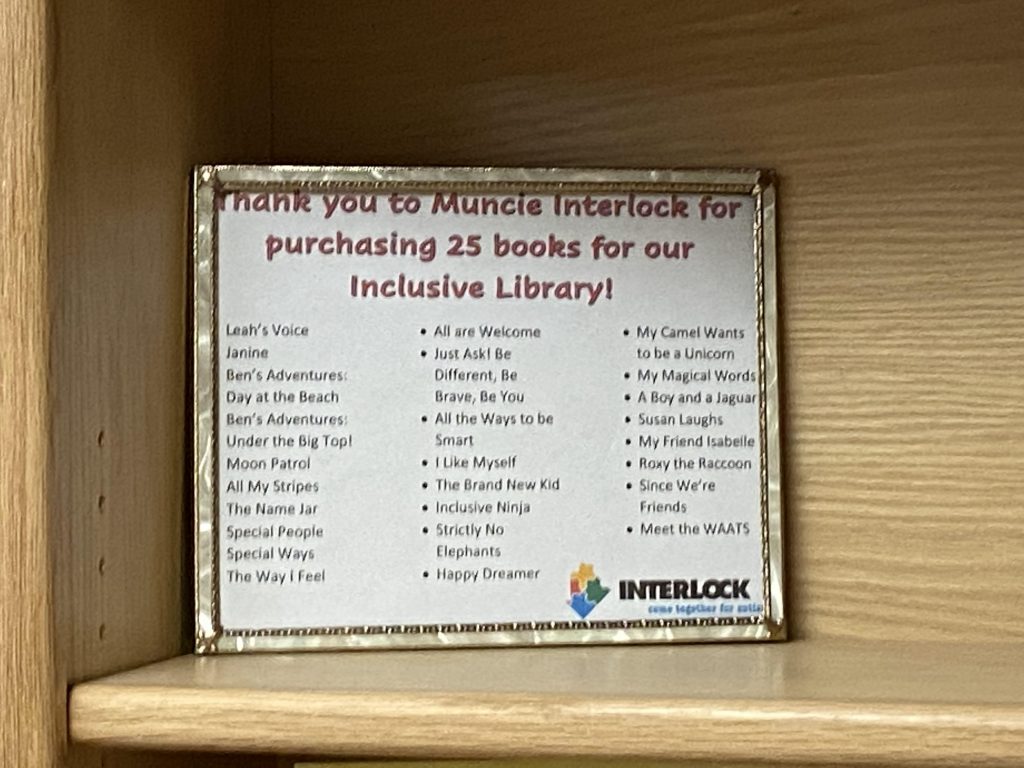 Thank you to Muncie Interlock for
purchasing 25 books for our
Inclusive Library!
Leah's Voice
Janine
Ben's Adventures:
Day at the Beach
Ben's Adventures:
Under the Big Top!
Moon Patrol
All My Stripes
The Name Jar
Special People
Special Ways
The Way I Feel
• All are Welcome
• Just Ask! Be
Different, Be
Brave, Be You
• All the Ways to be
Smart
• I Like Myself
• The Brand New Kid
• Inclusive Ninja
• Strictly No
Elephants
• Happy Dreamer
• My Camel Wants
to be a Unicorn
• My Magical Words
• A Boy and a Jaguar
• Susan Laughs
• My Friend Isabelle
• Roxy the Raccoon
• Since We're
Friends
• Meet the WAATS
INTERLOCK
come together for autis